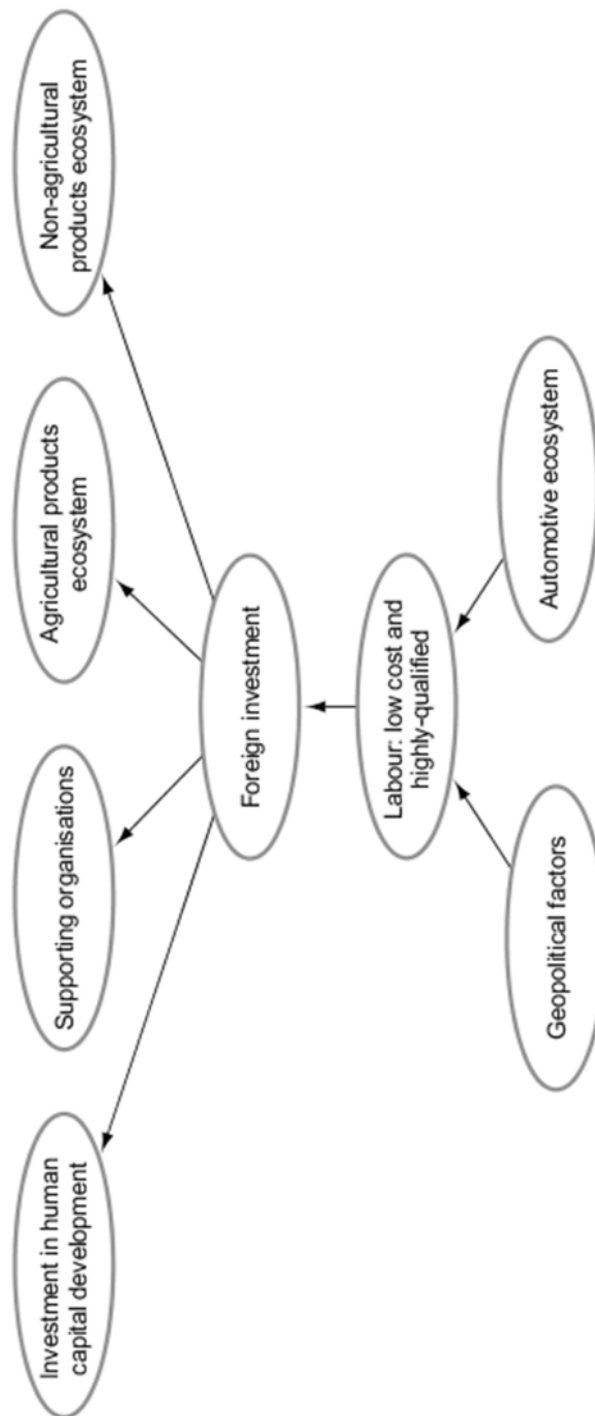 Investment in human
capital development
Supporting organisations
Agricultural products
ecosystem
Non-agricultural
products ecosystem
Foreign investment
Labour: low cost and
highly-qualified
Geopolitical factors
Automotive ecosystem